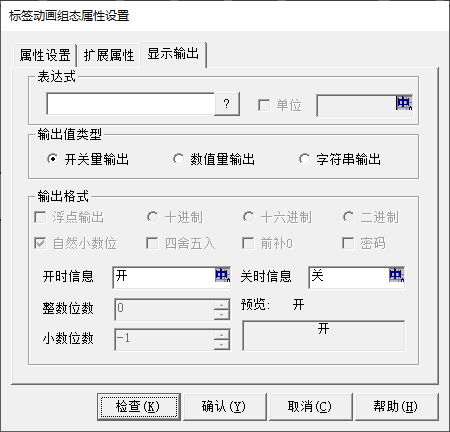 标签动画组态属性设置
属性设置 扩展属性 显示输出
表达式
? 单位 中
输出值类型
开关量输出 数值量输出 字符串输出
输出格式
浮点输出 十进制 十六进制 二进制
自然小数位 四舍五入 前补0 密码
开时信息 开 中 关时信息 关 中
整数位数 0 预览: 开
小数位数 -1 开
检查(K) 确认(Y) 取消(C) 帮助(H)